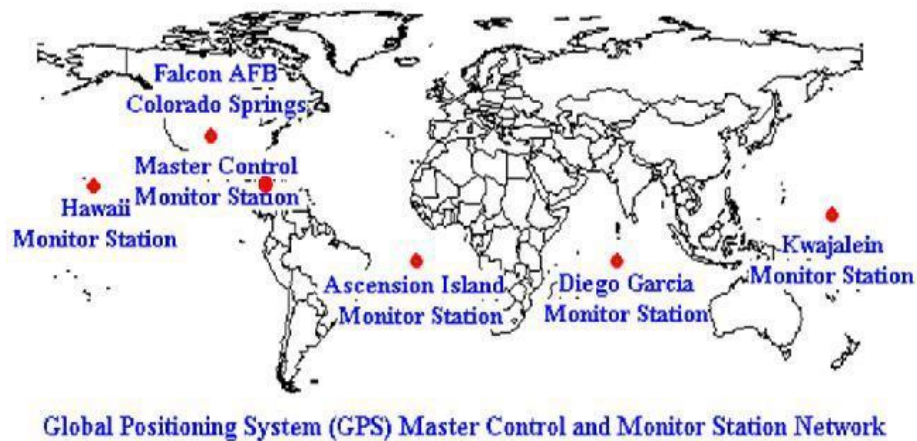 Falcon AFB
Colorado Springs
Master Control
Monitor Station
Hawaii
Monitor Station
Ascension Island
Monitor Station
Diego Garcia
Monitor Station
Kwajalein
Monitor Station
Global Positioning System (GPS) Master Control and Monitor Station Network